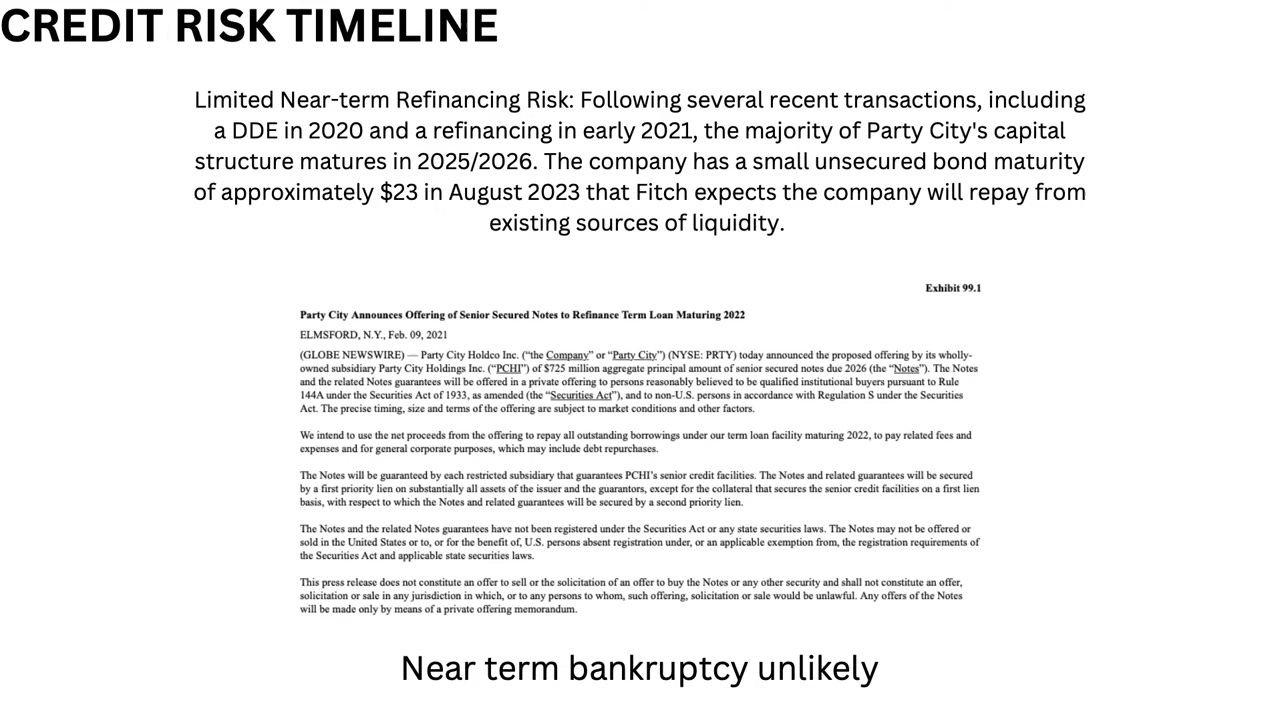 CREDIT RISK TIMELINE
Limited Near-term Refinancing Risk: Following several recent transactions, including
a DDE in 2020 and a refinancing in early 2021, the majority of Party City's capital
structure matures in 2025/2026. The company has a small unsecured bond maturity
of approximately $23 in August 2023 that Fitch expects the company will repay from
existing sources of liquidity.
Exhibit 99.1
Party City Announces Offering of Senior Secured Notes to Refinance Term Loan Maturing 2022
ELMSFORD, N.Y., Feb. 09, 2021
(GLOBE NEWSWIRE) — Party City Holdco Inc. (“the Company” or “Party City”) (NYSE: PRTY) today announced the proposed offering by its wholly-
owned subsidiary Party City Holdings Inc. (“PCHI”) of $725 million aggregate principal amount of senior secured notes due 2026 (the “Notes”). The Notes
and the related Notes guarantees will be offered in a private offering to persons reasonably believed to be qualified institutional buyers pursuant to Rule
144A under the Securities Act of 1933, as amended (the “Securities Act”), and to non-U.S. persons in accordance with Regulation S under the Securities
Act. The precise timing, size and terms of the offering are subject to market conditions and other factors.
We intend to use the net proceeds from the offering to repay all outstanding borrowings under our term loan facility maturing 2022, to pay related fees and
expenses and for general corporate purposes, which may include debt repurchases.
The Notes will be guaranteed by each restricted subsidiary that guarantees PCHI’s senior credit facilities. The Notes and related guarantees will be secured
by a first priority lien on substantially all assets of the issuer and the guarantors, except for the collateral that secures the senior credit facilities on a first lien
basis, with respect to which the Notes and related guarantees will be secured by a second priority lien.
The Notes and the related Notes guarantees have not been registered under the Securities Act or any state securities laws. The Notes may not be offered or
sold in the United States or to, or for the benefit of, U.S. persons absent registration under, or an applicable exemption from, the registration requirements of
the Securities Act and applicable state securities laws.
This press release does not constitute an offer to sell or the solicitation of an offer to buy the Notes or any other security and shall not constitute an offer,
solicitation or sale in any jurisdiction in which, or to any persons to whom, such offering, solicitation or sale would be unlawful. Any offers of the Notes
will be made only by means of a private offering memorandum.
Near term bankruptcy unlikely